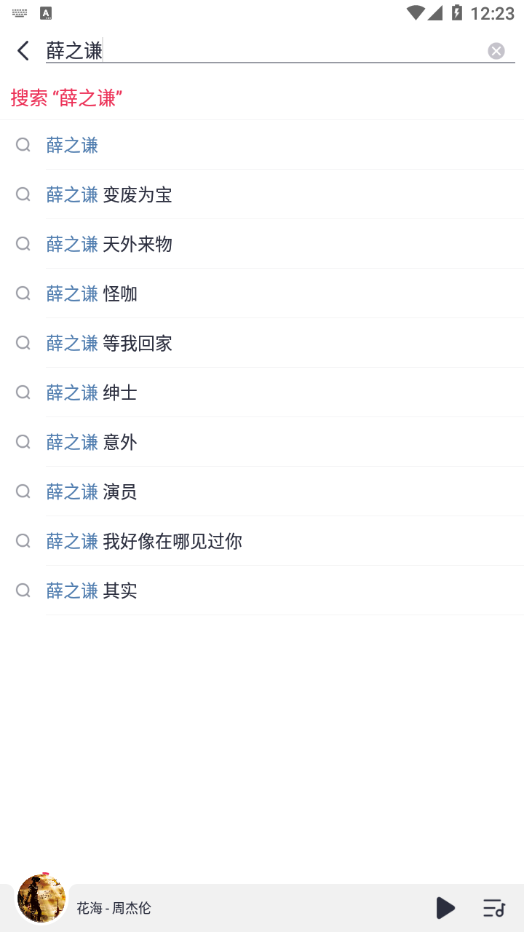 12:23
薛之谦
搜索 “薛之谦”
薛之谦
薛之谦 变废为宝
薛之谦 天外来物
薛之谦 怪咖
薛之谦 等我回家
薛之谦 绅士
薛之谦 意外
薛之谦 演员
薛之谦 我好像在哪见过你
薛之谦 其实
花海 - 周杰伦